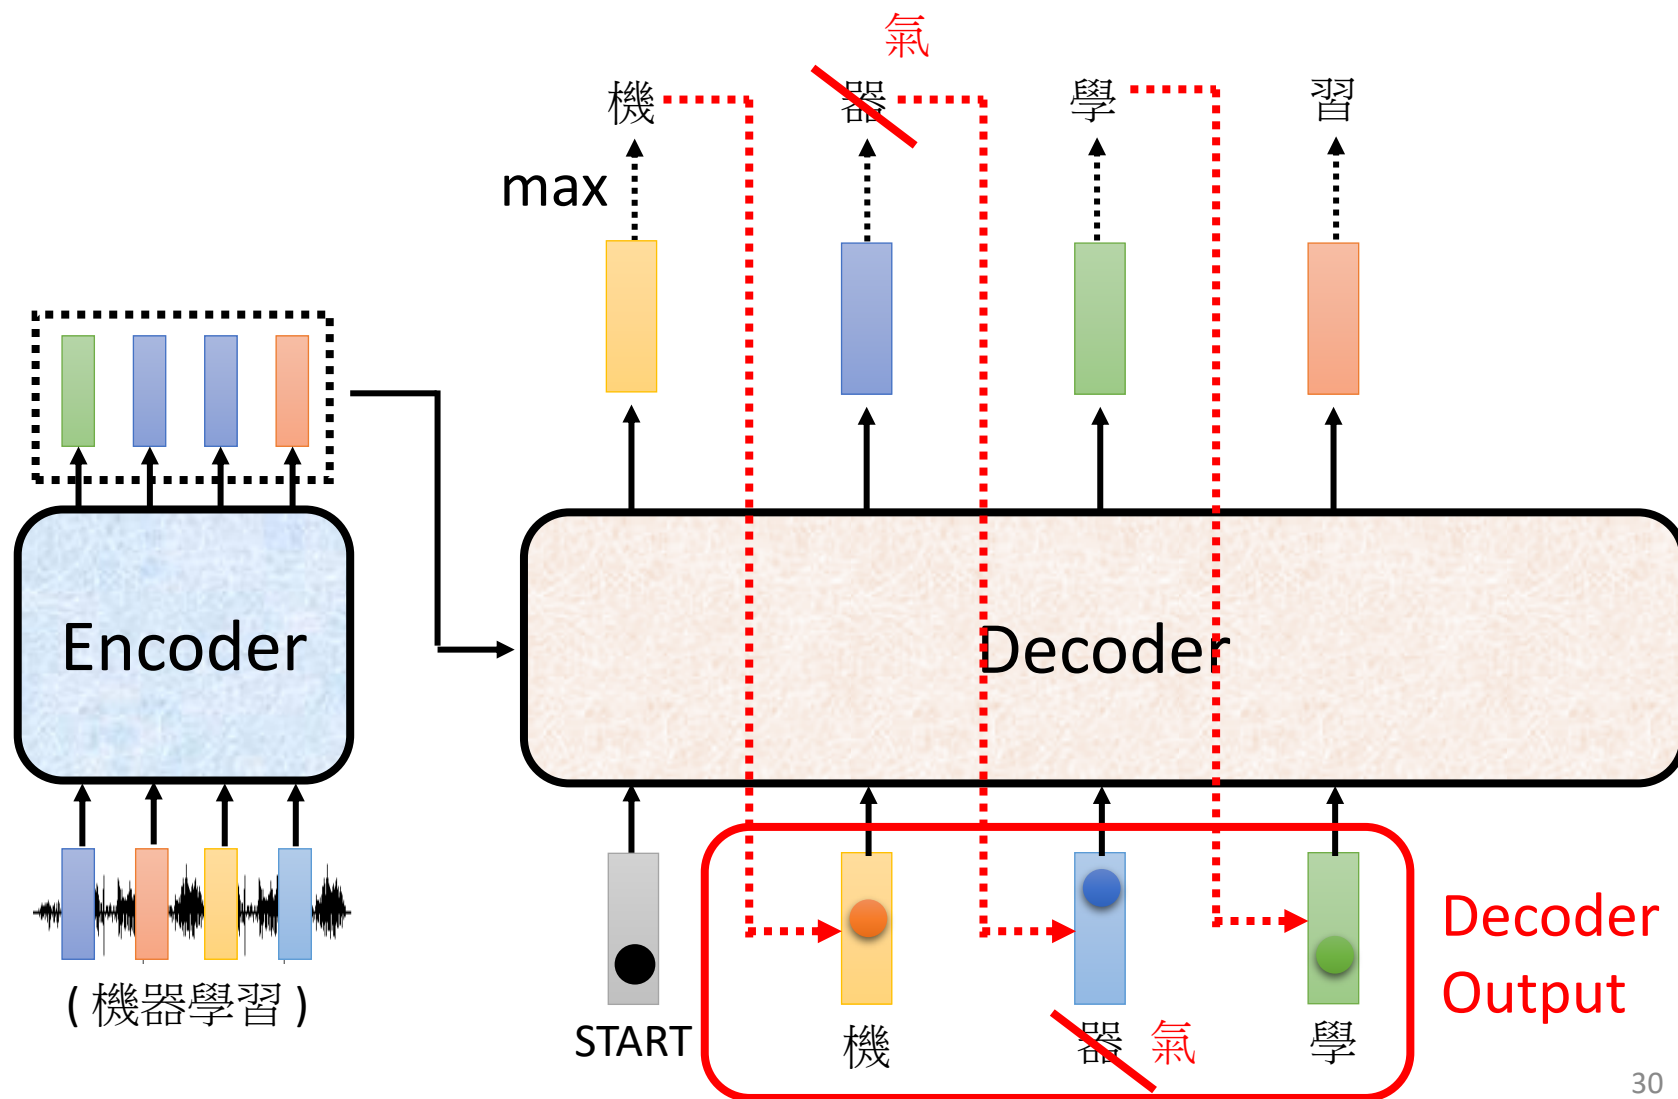 氣
機 器 學 習
max
Encoder
Decoder
( 機器學習 )
START
機 器 氣 學
Decoder
Output
30